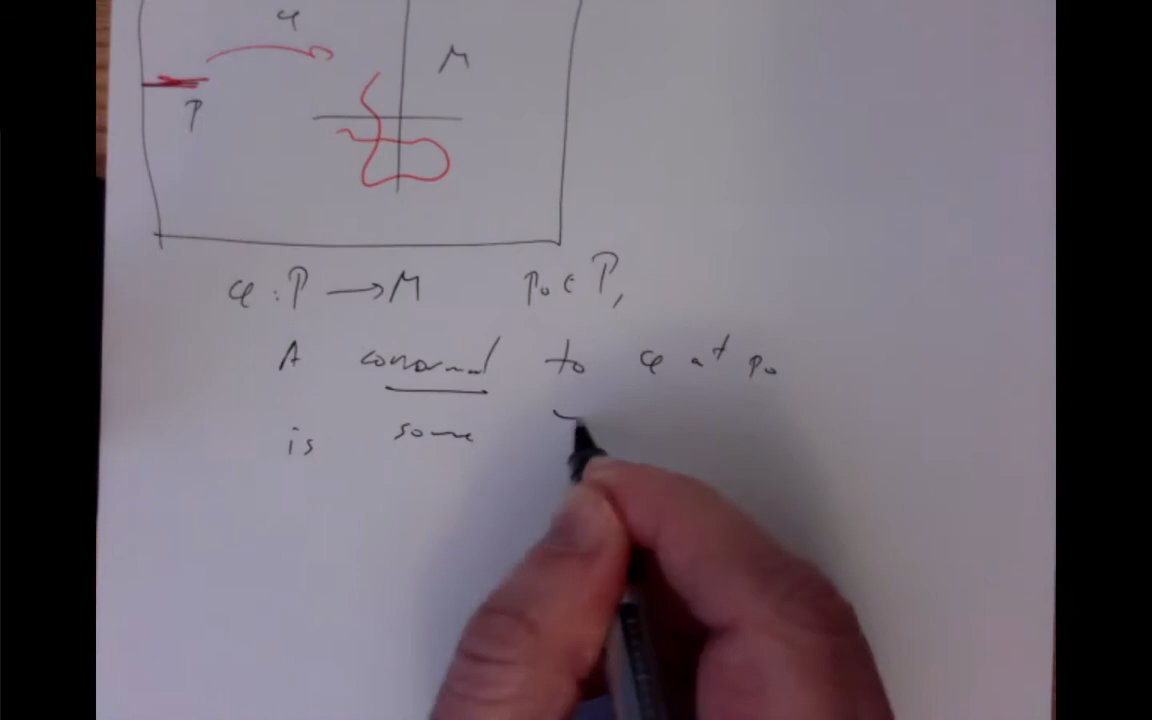 φ
M
P
φ : P → M p₀ ∈ P,
A conormal to φ at p₀
is some